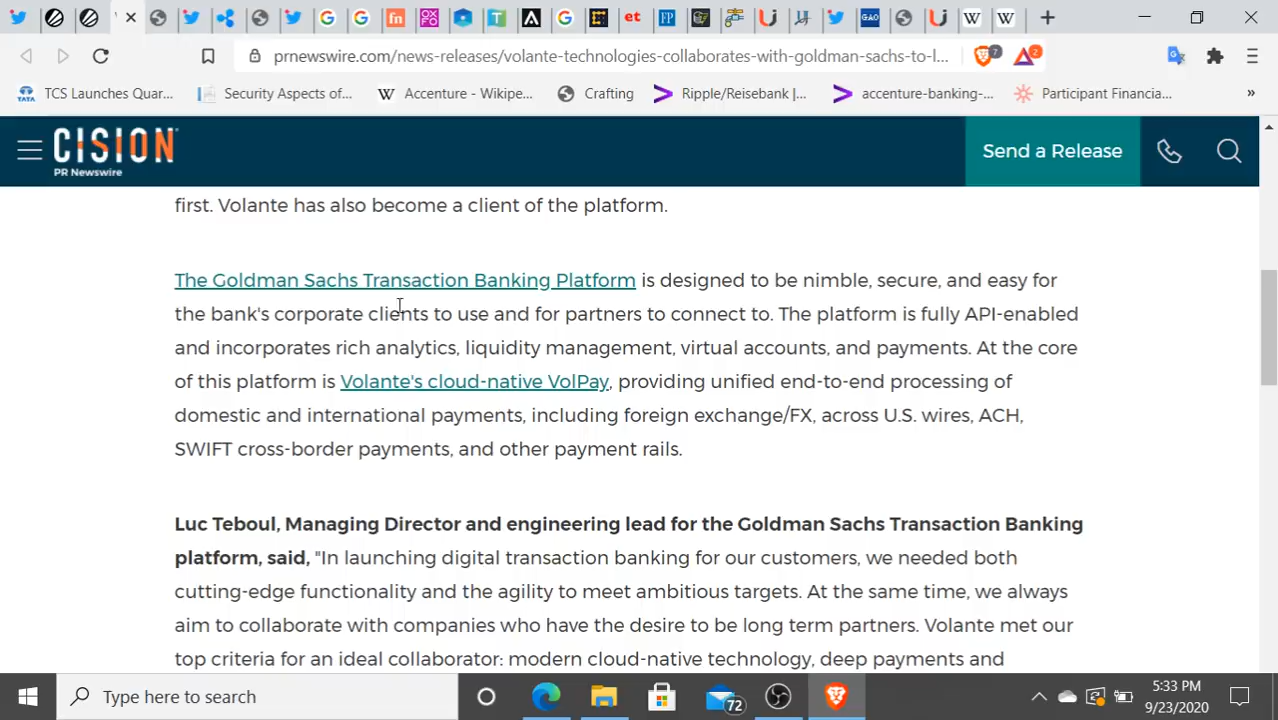 fn
OXFO
T
et
FP
GAO
W
W
prnewswire.com/news-releases/volante-technologies-collaborates-with-goldman-sachs-to-l...
7
2
TATA
TCS Launches Quar...
Security Aspects of...
W Accenture - Wikipe...
Crafting
Ripple/Reisebank |...
accenture-banking-...
Participant Financia...
»
CISION
PR Newswire
Send a Release
first. Volante has also become a client of the platform.
The Goldman Sachs Transaction Banking Platform is designed to be nimble, secure, and easy for
the bank's corporate clients to use and for partners to connect to. The platform is fully API-enabled
and incorporates rich analytics, liquidity management, virtual accounts, and payments. At the core
of this platform is Volante's cloud-native VolPay, providing unified end-to-end processing of
domestic and international payments, including foreign exchange/FX, across U.S. wires, ACH,
SWIFT cross-border payments, and other payment rails.
Luc Teboul, Managing Director and engineering lead for the Goldman Sachs Transaction Banking
platform, said, "In launching digital transaction banking for our customers, we needed both
cutting-edge functionality and the agility to meet ambitious targets. At the same time, we always
aim to collaborate with companies who have the desire to be long term partners. Volante met our
top criteria for an ideal collaborator: modern cloud-native technology, deep payments and
Type here to search
72
5:33 PM
9/23/2020